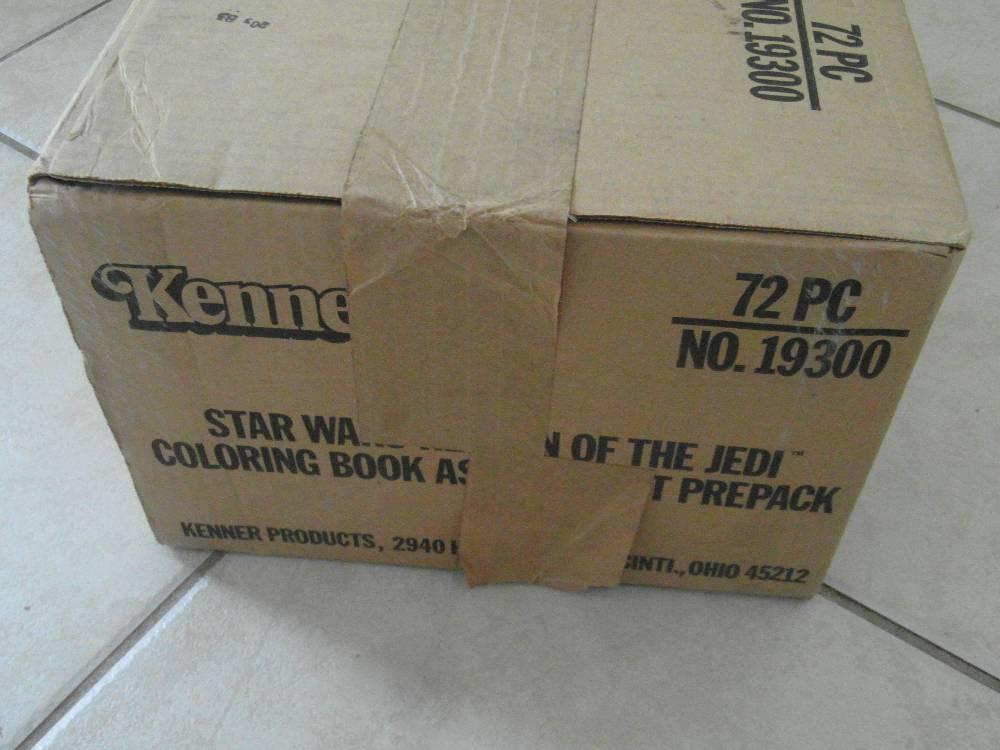 72 PC
NO. 19300
Kenne
72 PC
NO. 19300
STAR WA N OF THE JEDI™
COLORING BOOK AS T PREPACK
KENNER PRODUCTS, 2940 CINTI., OHIO 45212